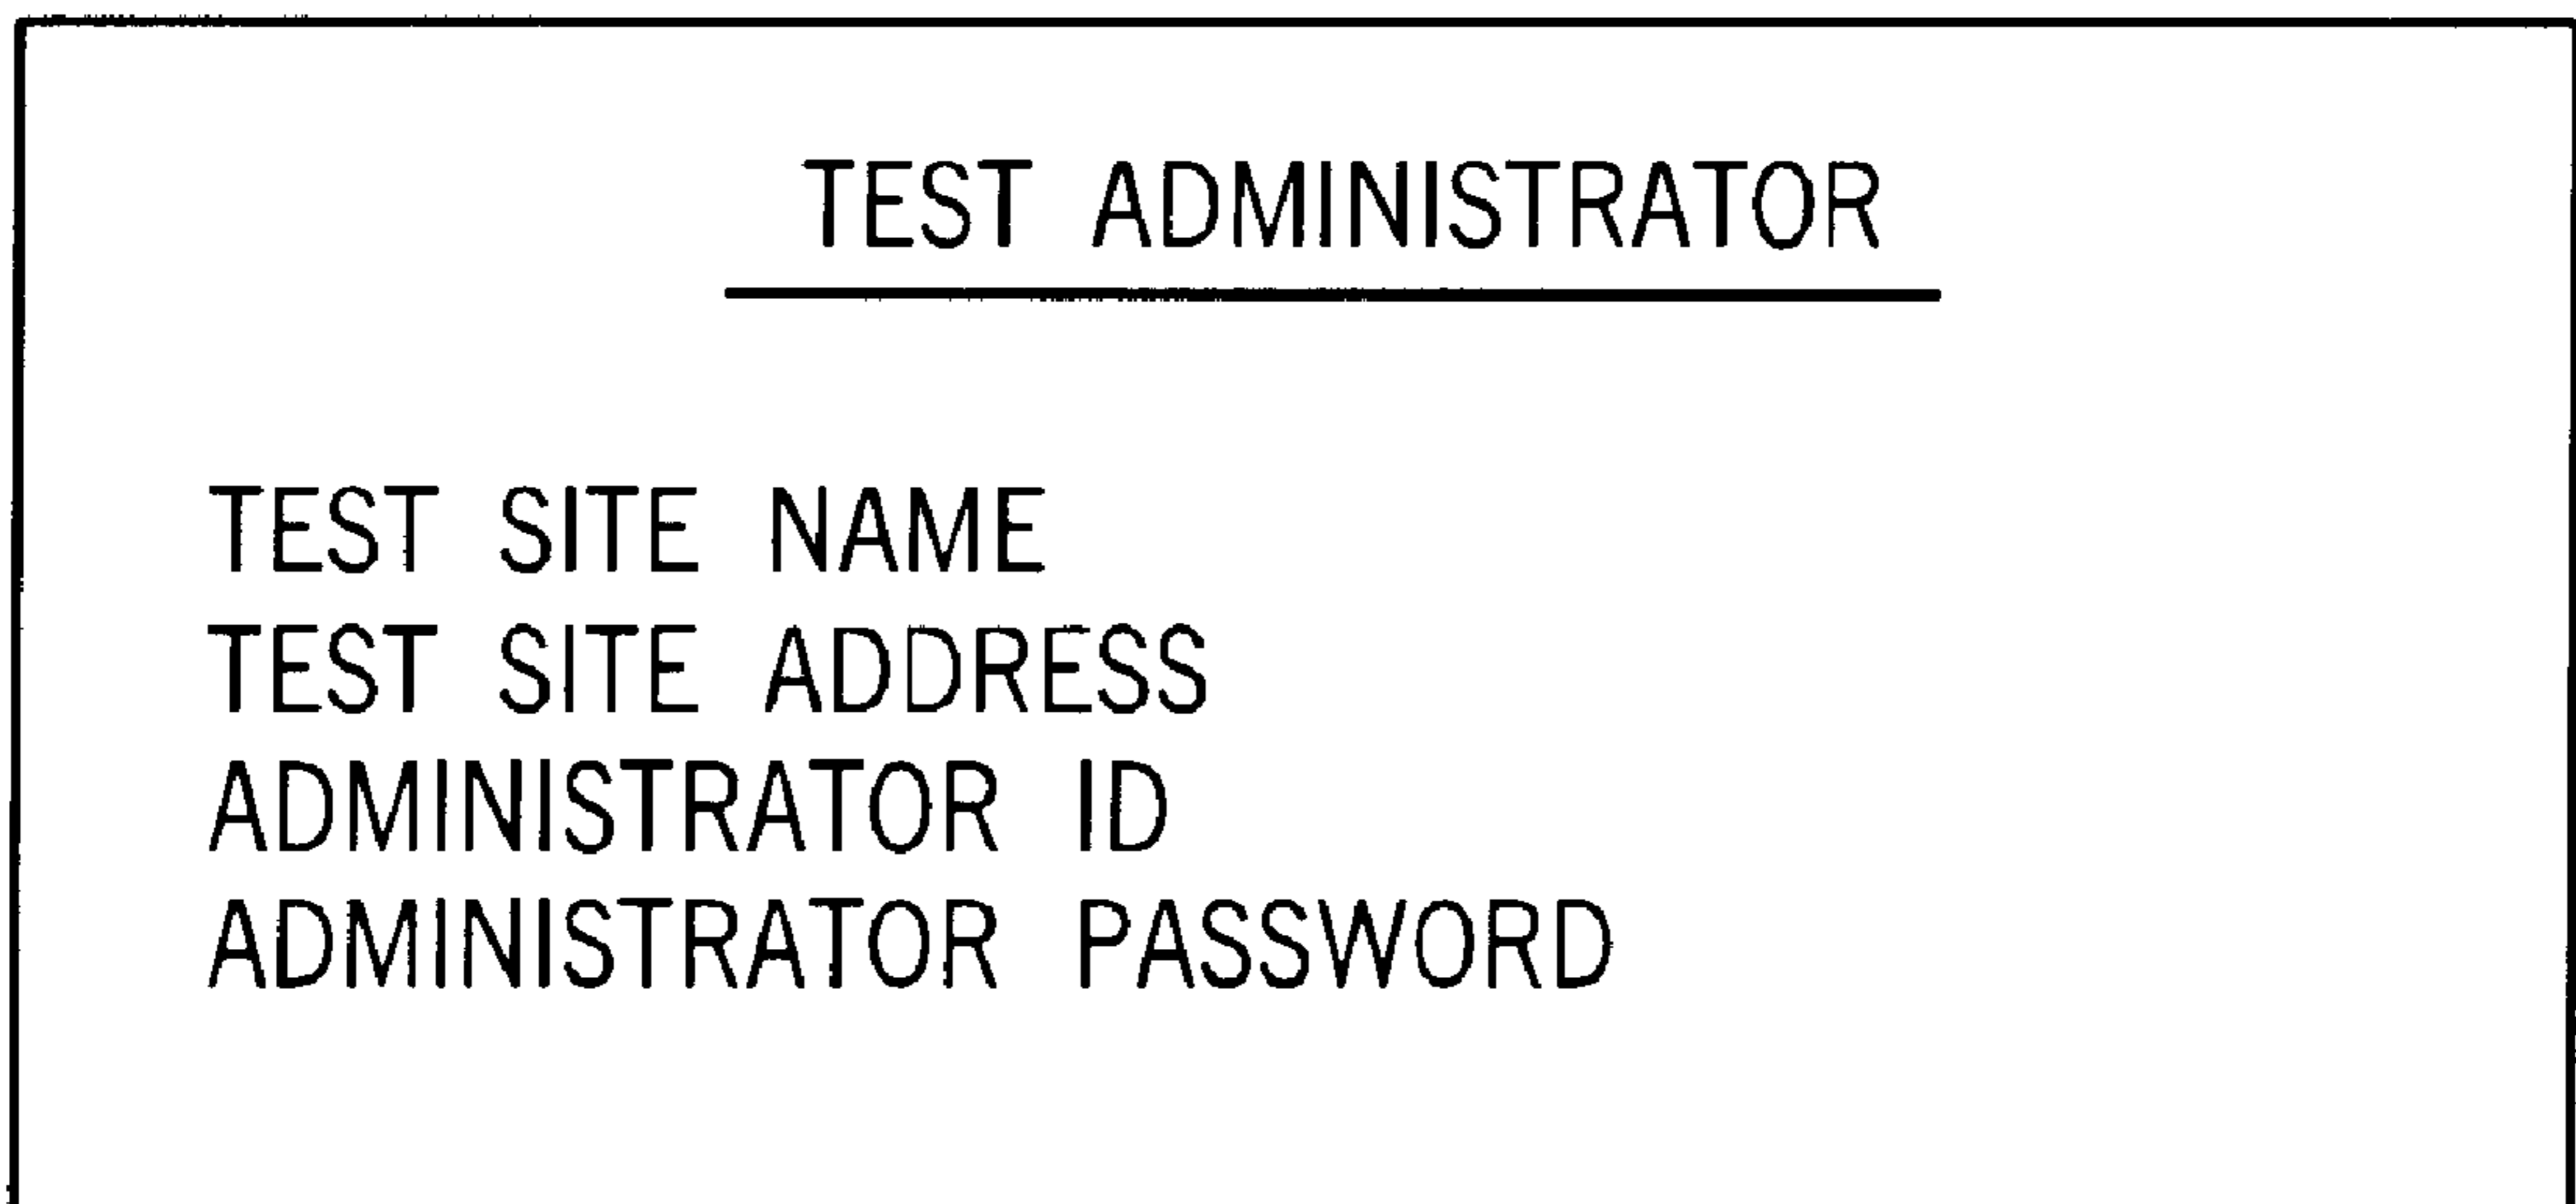 TEST ADMINISTRATOR
TEST SITE NAME
TEST SITE ADDRESS
ADMINISTRATOR ID
ADMINISTRATOR PASSWORD